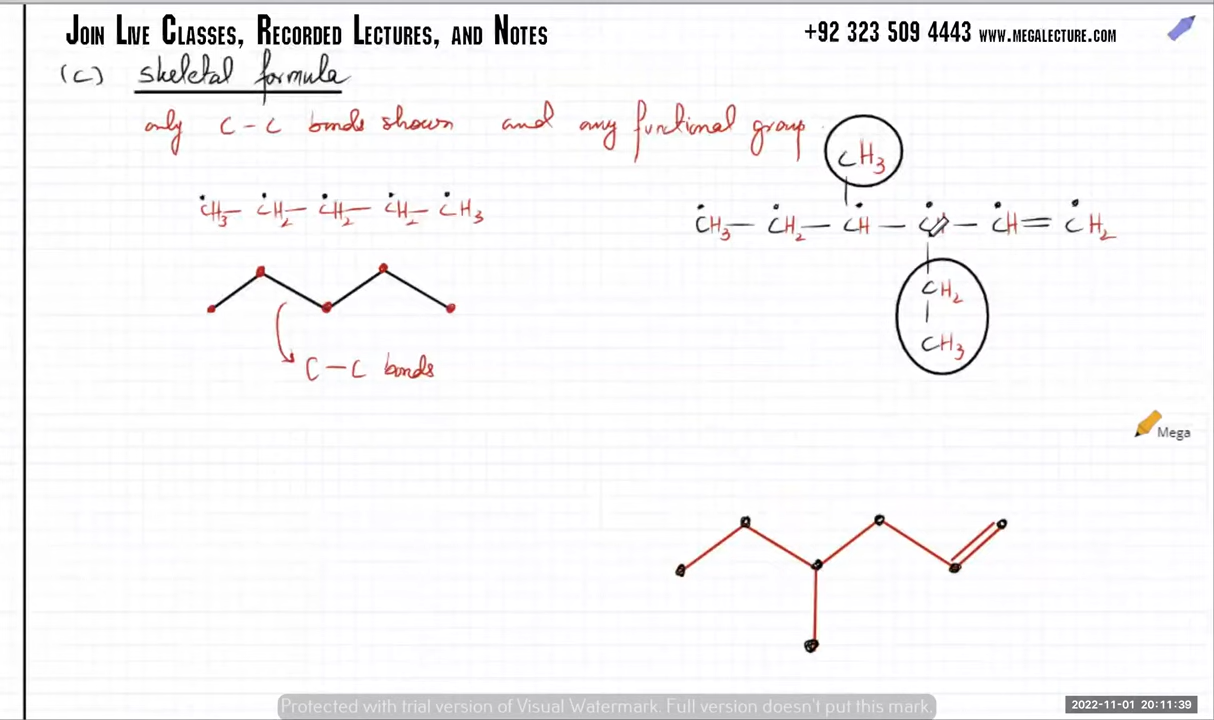 JOIN LIVE CLASSES, RECORDED LECTURES, AND NOTES
+92 323 509 4443 WWW.MEGALECTURE.COM
(c) skeletal formula
only C-C bonds shown and any functional group
CH3
CH3— CH2— CH2— CH2— CH3
CH3— CH2— CH — — CH = CH2
CH2
CH3
C—C bonds
Mega
Protected with trial version of Visual Watermark. Full version doesn't put this mark.
2022-11-01 20:11:39